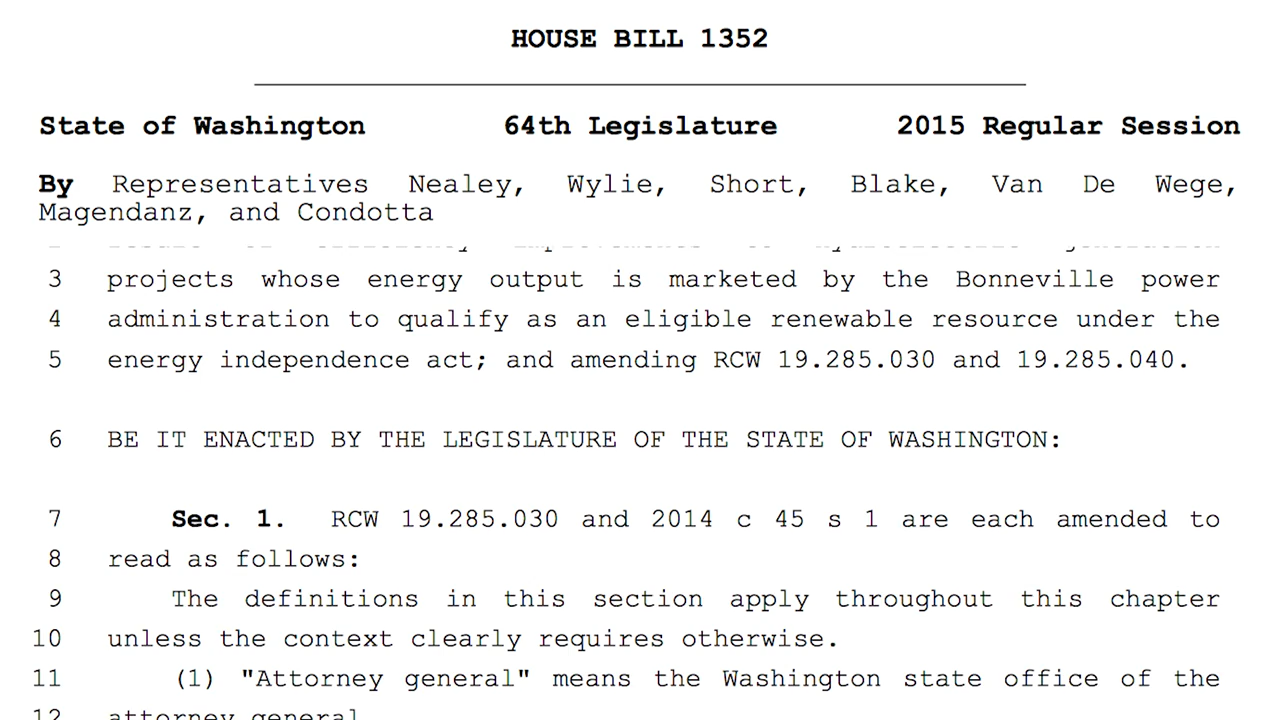 HOUSE BILL 1352
State of Washington 64th Legislature 2015 Regular Session
By Representatives Nealey, Wylie, Short, Blake, Van De Wege,
Magendanz, and Condotta
3 projects whose energy output is marketed by the Bonneville power
4 administration to qualify as an eligible renewable resource under the
5 energy independence act; and amending RCW 19.285.030 and 19.285.040.
6 BE IT ENACTED BY THE LEGISLATURE OF THE STATE OF WASHINGTON:
7 Sec. 1. RCW 19.285.030 and 2014 c 45 s 1 are each amended to
8 read as follows:
9 The definitions in this section apply throughout this chapter
10 unless the context clearly requires otherwise.
11 (1) "Attorney general" means the Washington state office of the
12 attorney general